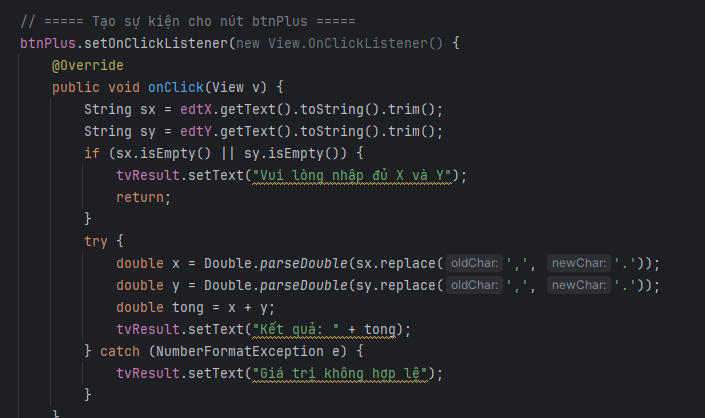 // ===== Tạo sự kiện cho nút btnPlus =====
btnPlus.setOnClickListener(new View.OnClickListener() {
@Override
public void onClick(View v) {
String sx = edtX.getText().toString().trim();
String sy = edtY.getText().toString().trim();
if (sx.isEmpty() || sy.isEmpty()) {
tvResult.setText("Vui lòng nhập đủ X và Y");
return;
}
try {
double x = Double.parseDouble(sx.replace( oldChar: ',', newChar: '.'));
double y = Double.parseDouble(sy.replace( oldChar: ',', newChar: '.'));
double tong = x + y;
tvResult.setText("Kết quả: " + tong);
} catch (NumberFormatException e) {
tvResult.setText("Giá trị không hợp lệ");
}
}